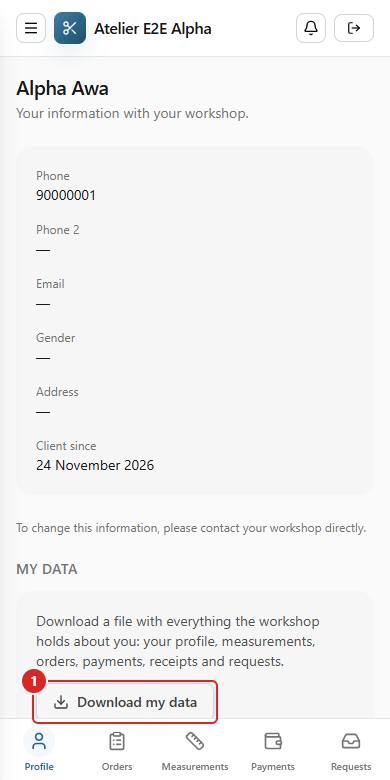 Atelier E2E Alpha
Alpha Awa
Your information with your workshop.
Phone
90000001
Phone 2
—
Email
—
Gender
—
Address
—
Client since
24 November 2026
To change this information, please contact your workshop directly.
MY DATA
Download a file with everything the workshop
holds about you: your profile, measurements,
orders, payments, receipts and requests.
1
Download my data
Profile
Orders
Measurements
Payments
Requests